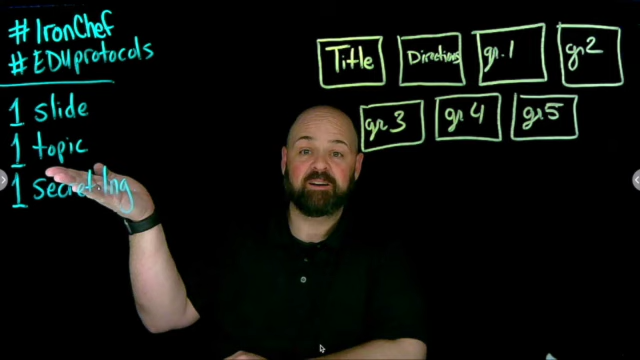 #IronChef
#EDUprotocols
1 slide
1 topic
1 secret.Ing
Title
Directions
gr.1
gr2
gr.3
gr 4
gr.5